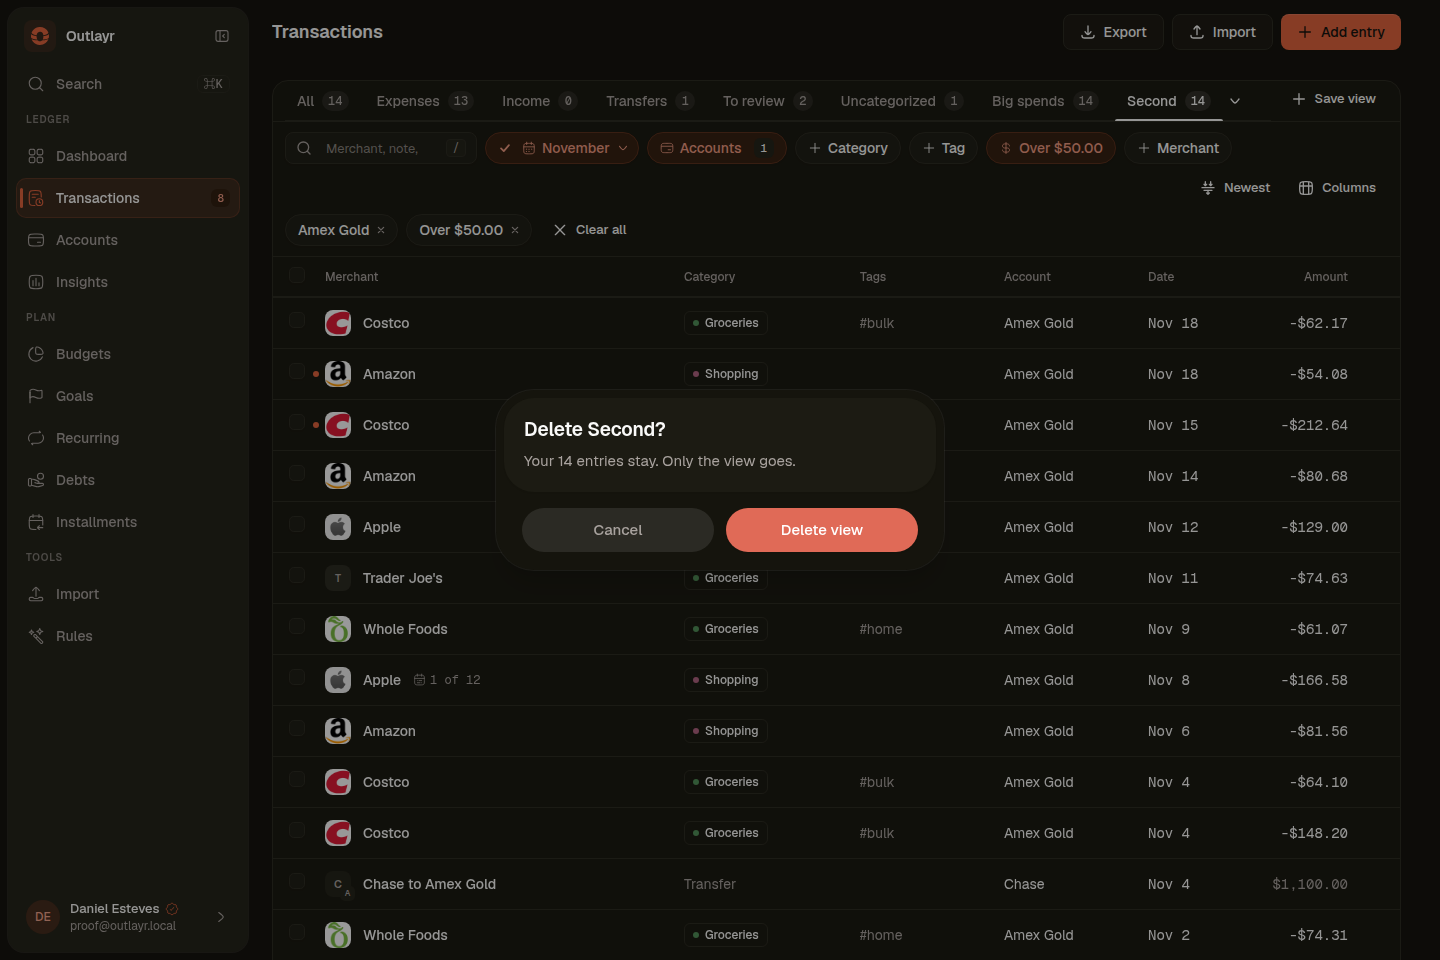 Outlayr
Search ⌘K
LEDGER
Dashboard
Transactions 8
Accounts
Insights
PLAN
Budgets
Goals
Recurring
Debts
Installments
TOOLS
Import
Rules
DE Daniel Esteves
proof@outlayr.local
Transactions
Export Import Add entry
All 14 Expenses 13 Income 0 Transfers 1 To review 2 Uncategorized 1 Big spends 14 Second 14 Save view
Merchant, note, / November Accounts 1 Category Tag Over $50.00 Merchant
Newest Columns
Amex Gold × Over $50.00 × Clear all
Merchant Category Tags Account Date Amount
Costco Groceries #bulk Amex Gold Nov 18 -$62.17
Amazon Shopping Amex Gold Nov 18 -$54.08
Costco Amex Gold Nov 15 -$212.64
Amazon Amex Gold Nov 14 -$80.68
Apple Amex Gold Nov 12 -$129.00
Delete Second?
Your 14 entries stay. Only the view goes.
Cancel Delete view
T Trader Joe's Groceries Amex Gold Nov 11 -$74.63
Whole Foods Groceries #home Amex Gold Nov 9 -$61.07
Apple 1 of 12 Shopping Amex Gold Nov 8 -$166.58
Amazon Shopping Amex Gold Nov 6 -$81.56
Costco Groceries #bulk Amex Gold Nov 4 -$64.10
Costco Groceries #bulk Amex Gold Nov 4 -$148.20
C A Chase to Amex Gold Transfer Chase Nov 4 $1,100.00
Whole Foods Groceries #home Amex Gold Nov 2 -$74.31